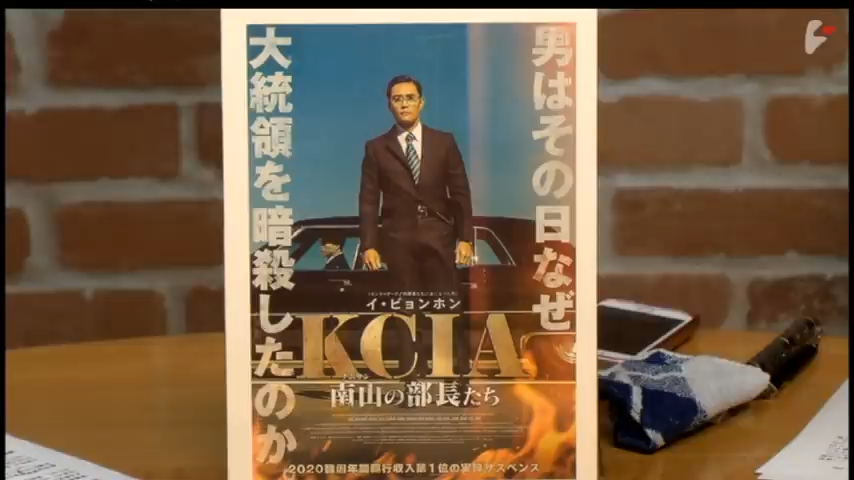 男はその日なぜ、
大統領を暗殺したのか。
イ・ビョンホン
KCIA
南山の部長たち
2020韓国年間興行収入第1位の実録サスペンス